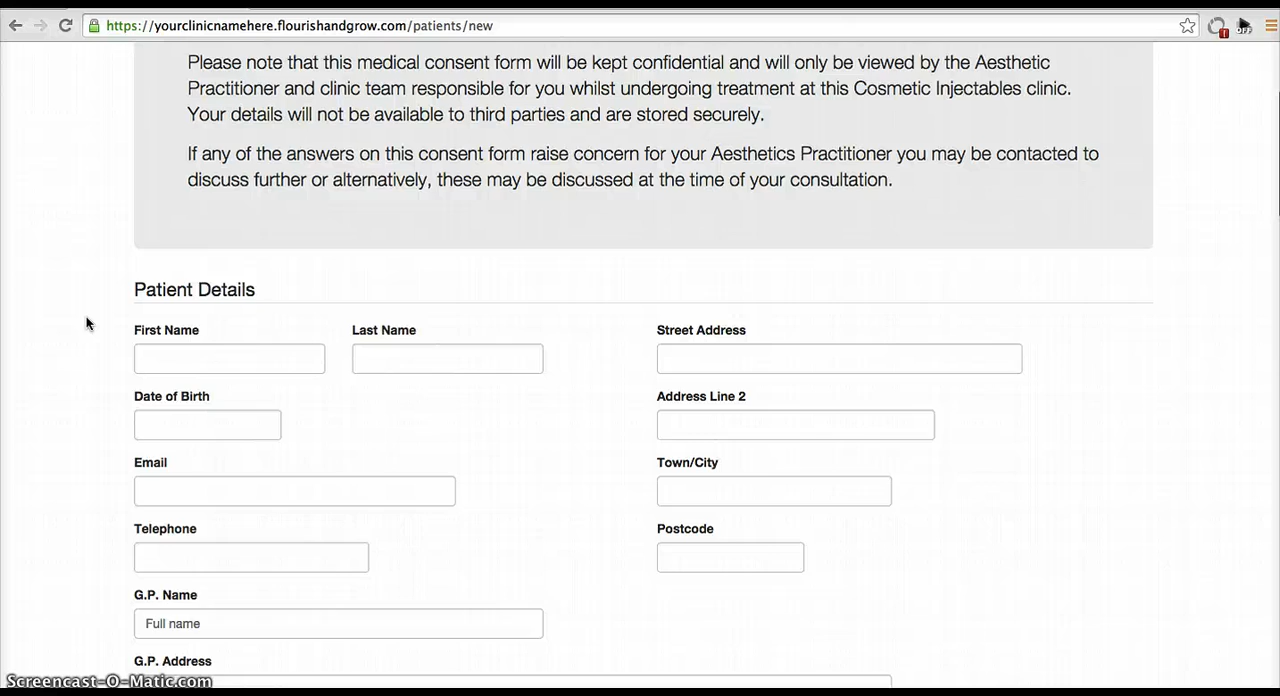 https://yourclinicnamehere.flourishandgrow.com/patients/new
OFF
Please note that this medical consent form will be kept confidential and will only be viewed by the Aesthetic
Practitioner and clinic team responsible for you whilst undergoing treatment at this Cosmetic Injectables clinic.
Your details will not be available to third parties and are stored securely.
If any of the answers on this consent form raise concern for your Aesthetics Practitioner you may be contacted to
discuss further or alternatively, these may be discussed at the time of your consultation.
Patient Details
First Name Last Name Street Address
Date of Birth Address Line 2
Email Town/City
Telephone Postcode
G.P. Name
Full name
G.P. Address
Screencast-O-Matic.com